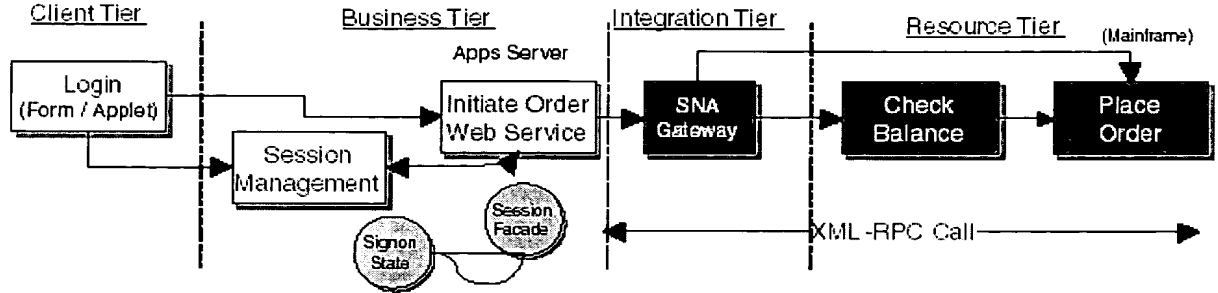 Client Tier
Business Tier
Integration Tier
Resource Tier
(Mainframe)
Apps Server
Login
(Form / Applet)
Initiate Order
Web Service
SNA
Gateway
Check
Balance
Place
Order
Session
Management
Session
Facade
Signon
State
XML-RPC Call